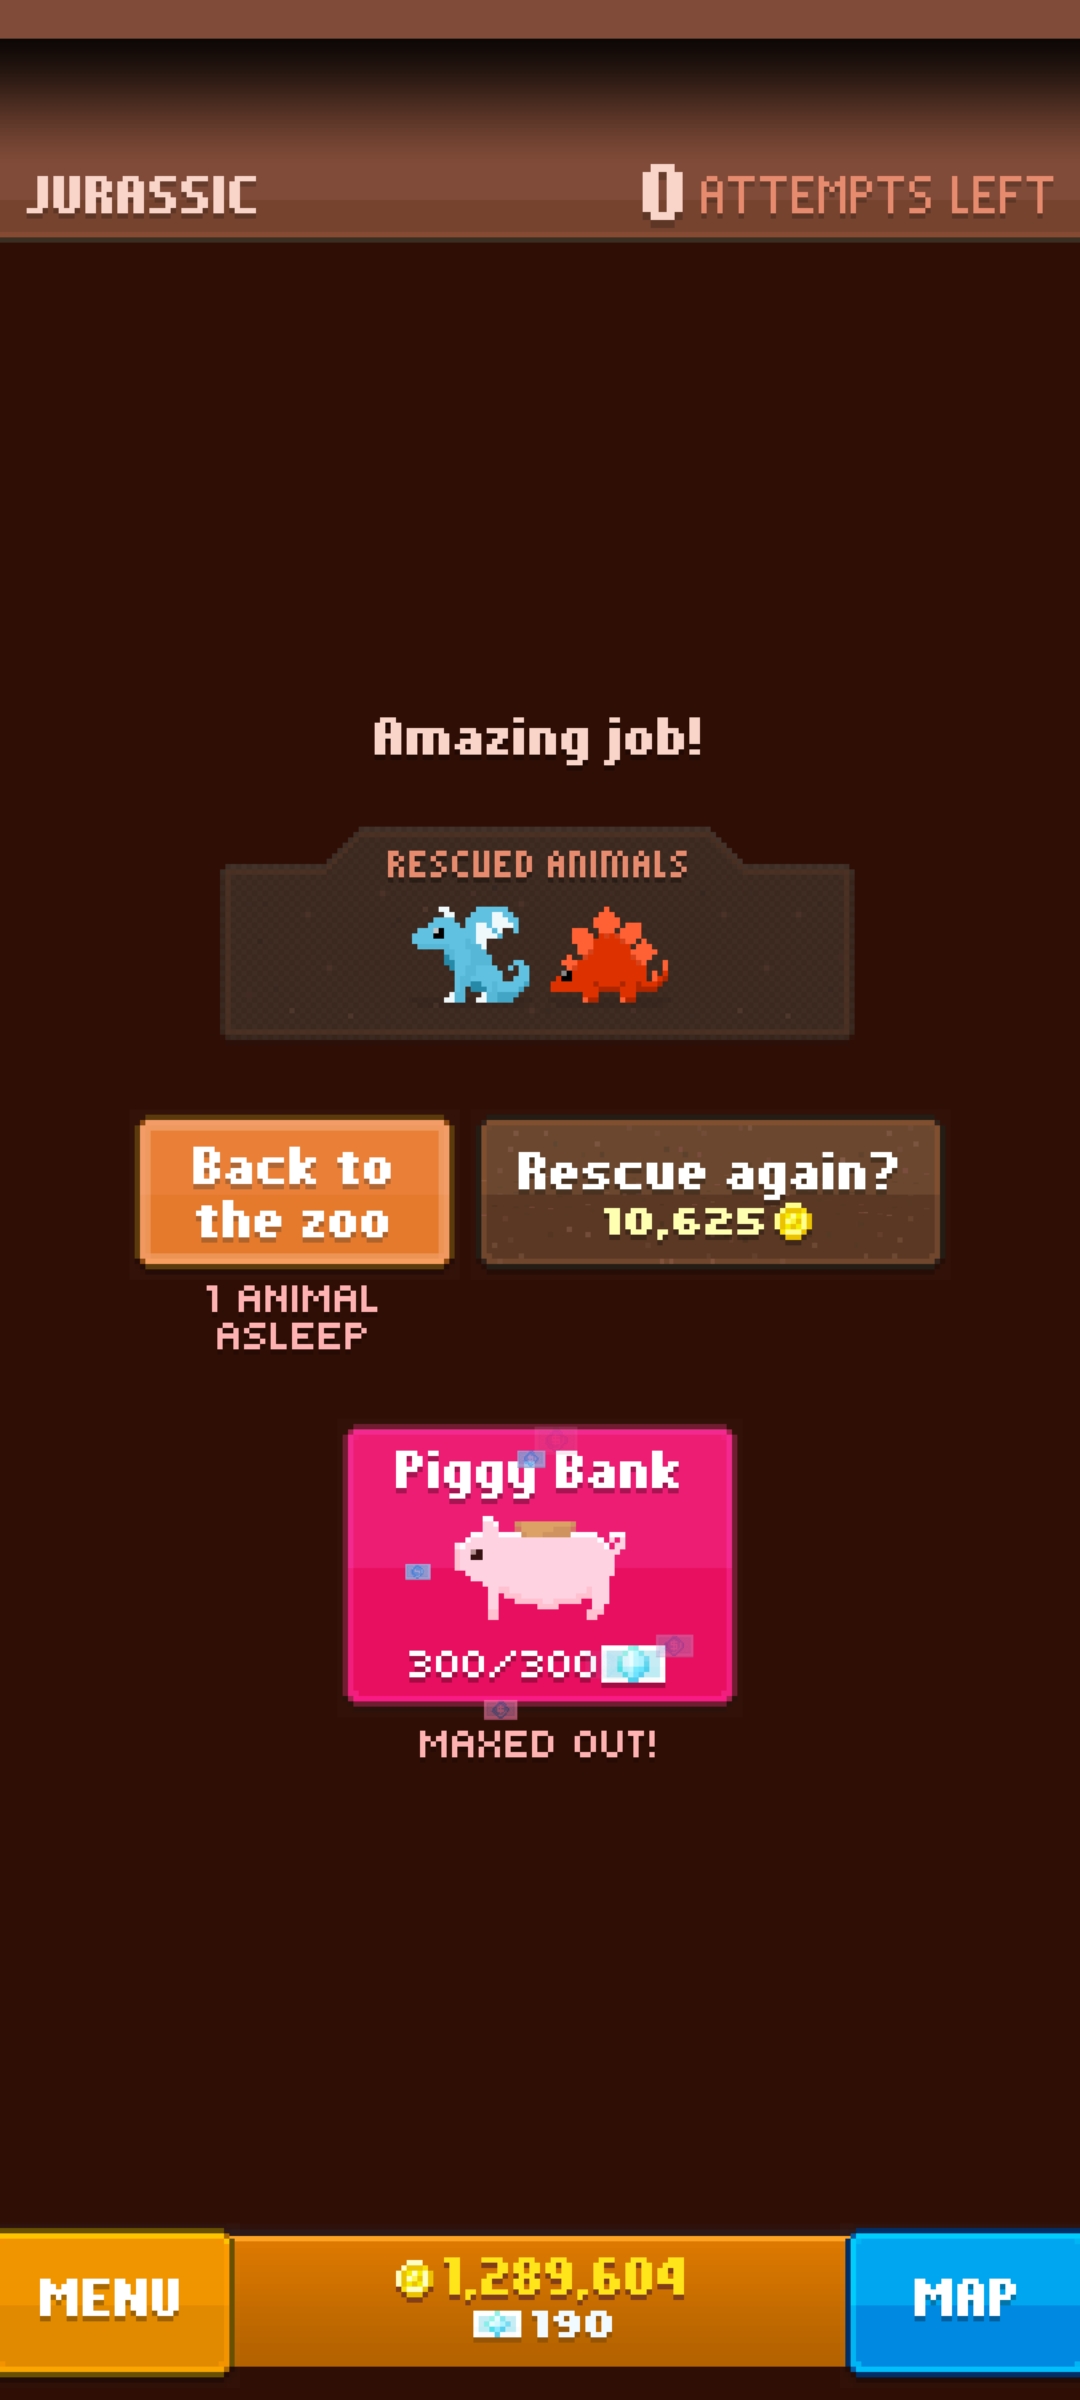 JURASSIC
0 ATTEMPTS LEFT
Amazing job!
RESCUED ANIMALS
Back to
the zoo
Rescue again?
10,625
1 ANIMAL
ASLEEP
Piggy Bank
300/300
MAXED OUT!
MENU
1,289,604
190
MAP